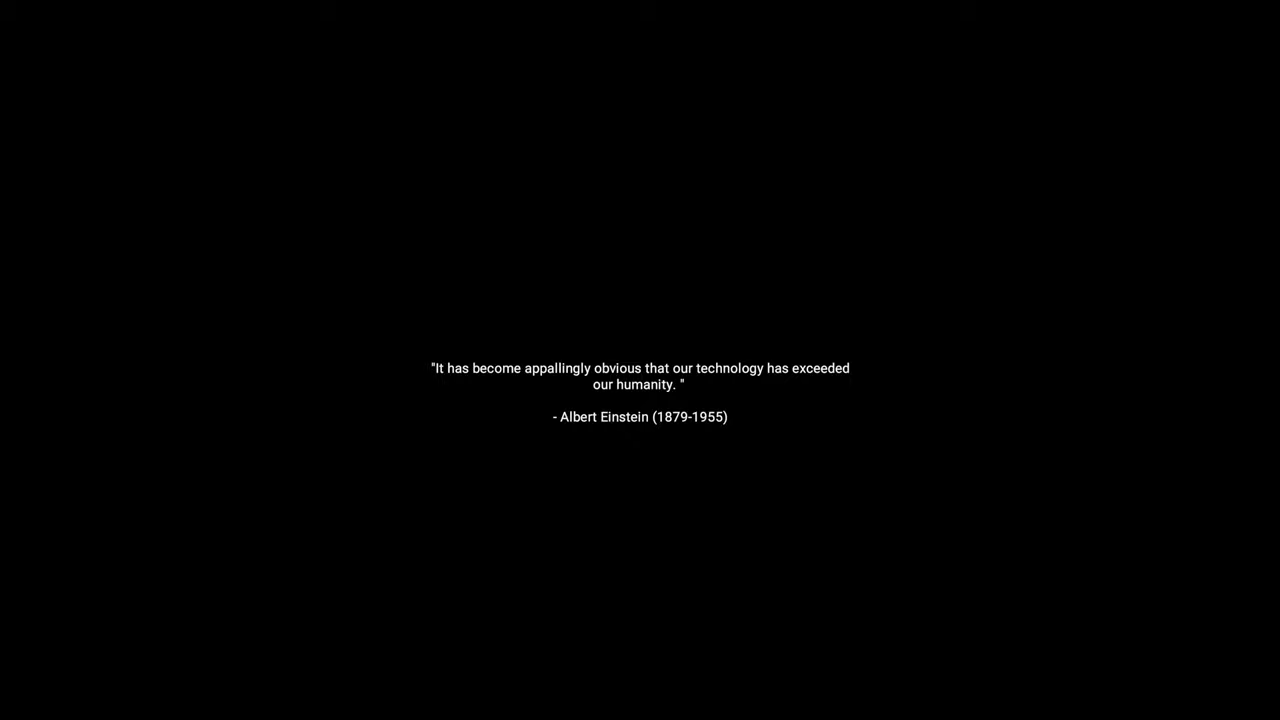 "It has become appallingly obvious that our technology has exceeded
our humanity. "
- Albert Einstein (1879-1955)